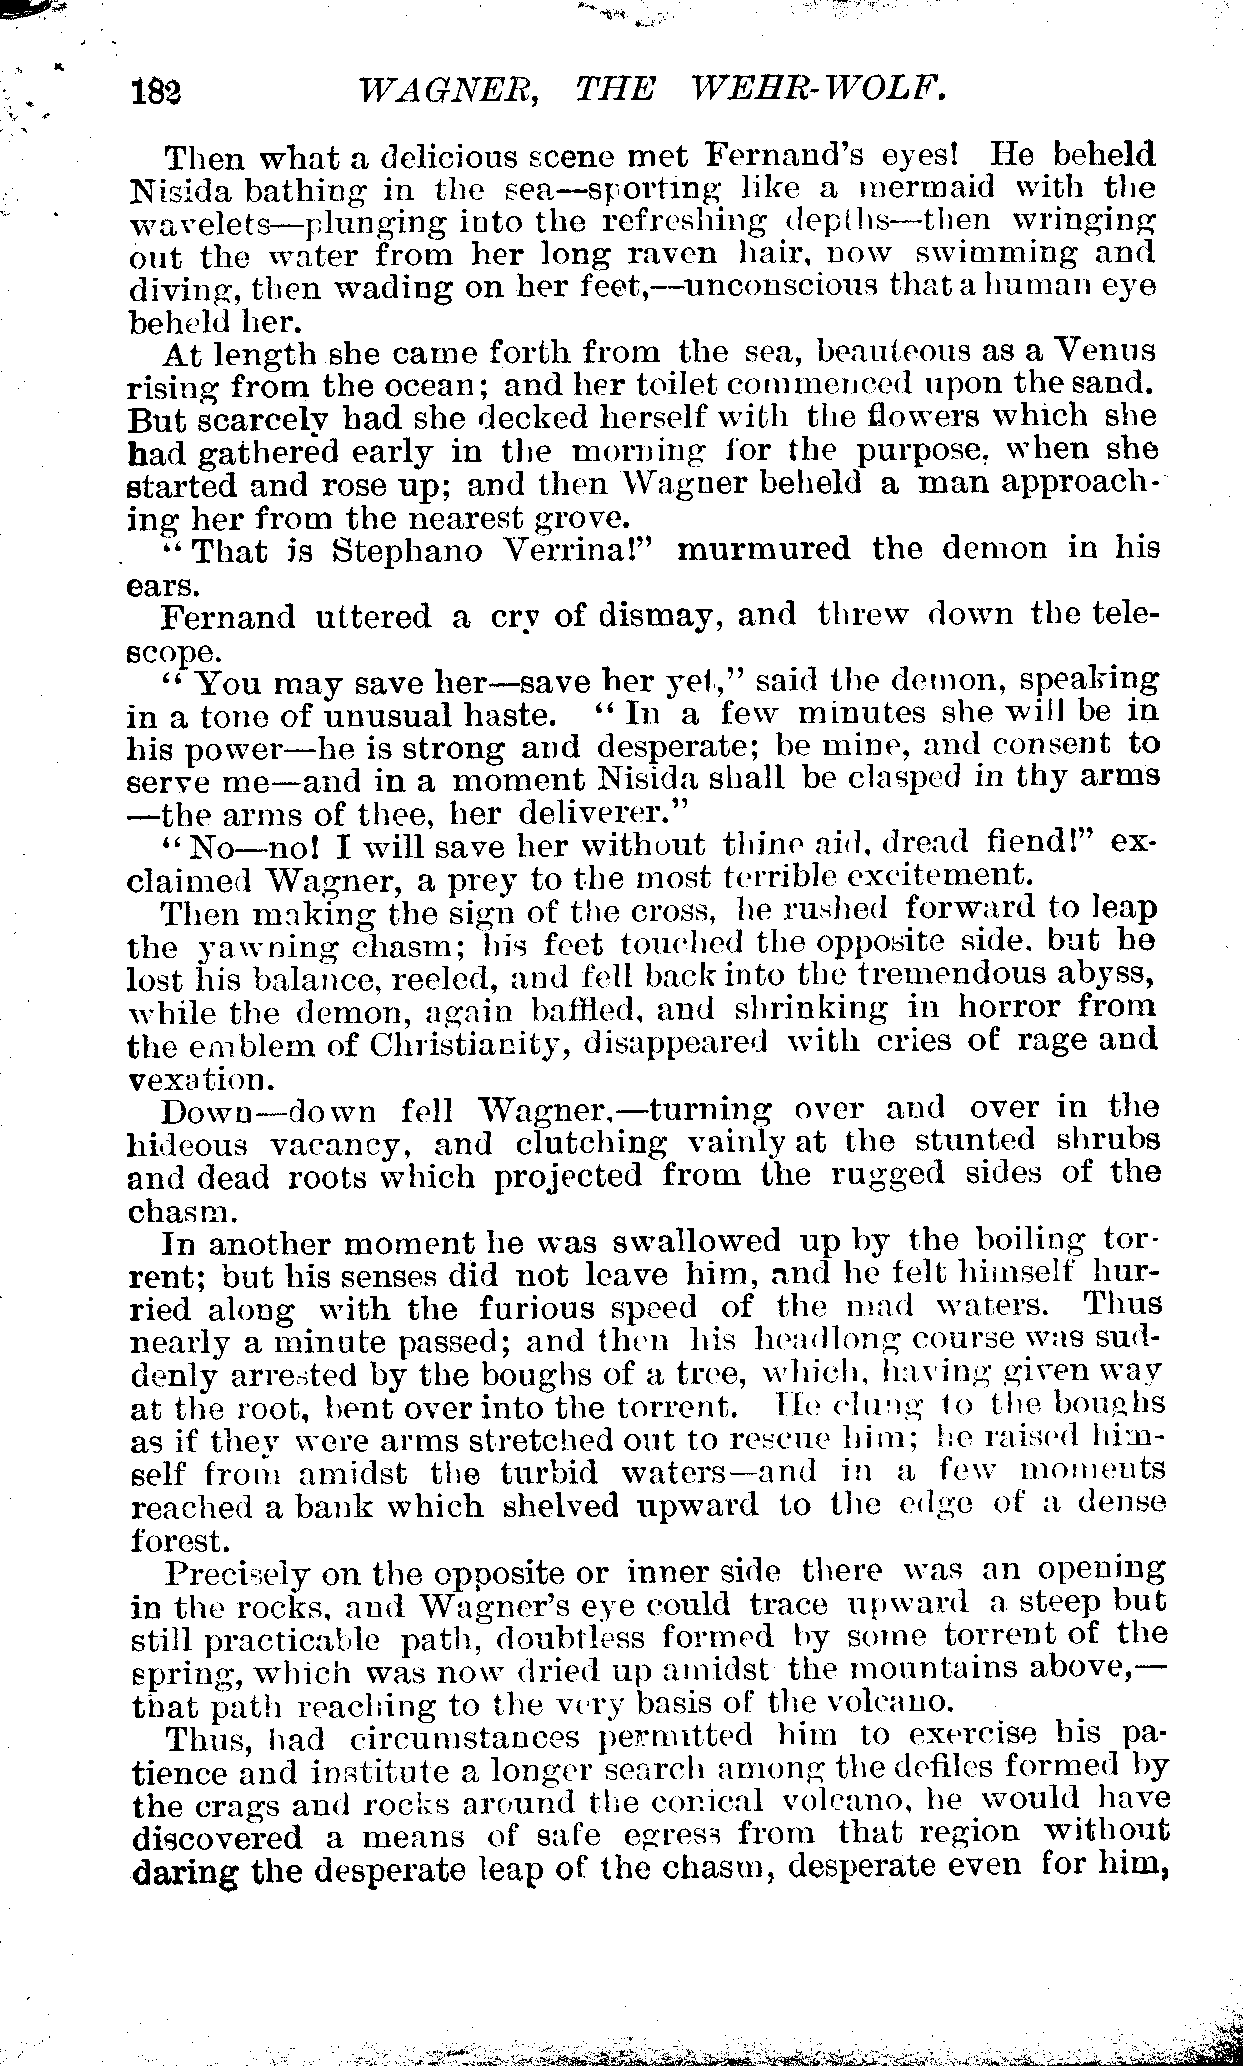 182 WAGNER, THE WEHR-WOLF.
Then what a delicious scene met Fernand's eyes! He beheld
Nisida bathing in the sea—sporting like a mermaid with the
wavelets—plunging into the refreshing depths—then wringing
out the water from her long raven hair, now swimming and
diving, then wading on her feet,—unconscious that a human eye
beheld her.
At length she came forth from the sea, beauteous as a Venus
rising from the ocean; and her toilet commenced upon the sand.
But scarcely had she decked herself with the flowers which she
had gathered early in the morning for the purpose, when she
started and rose up; and then Wagner beheld a man approach-
ing her from the nearest grove.
"That is Stephano Verrina!" murmured the demon in his
ears.
Fernand uttered a cry of dismay, and threw down the tele-
scope.
"You may save her—save her yet," said the demon, speaking
in a tone of unusual haste. "In a few minutes she will be in
his power—he is strong and desperate; be mine, and consent to
serve me—and in a moment Nisida shall be clasped in thy arms
—the arms of thee, her deliverer."
"No—no! I will save her without thine aid, dread fiend!" ex-
claimed Wagner, a prey to the most terrible excitement.
Then making the sign of the cross, he rushed forward to leap
the yawning chasm; his feet touched the opposite side, but he
lost his balance, reeled, and fell back into the tremendous abyss,
while the demon, again baffled, and shrinking in horror from
the emblem of Christianity, disappeared with cries of rage and
vexation.
Down—down fell Wagner,—turning over and over in the
hideous vacancy, and clutching vainly at the stunted shrubs
and dead roots which projected from the rugged sides of the
chasm.
In another moment he was swallowed up by the boiling tor-
rent; but his senses did not leave him, and he felt himself hur-
ried along with the furious speed of the mad waters. Thus
nearly a minute passed; and then his headlong course was sud-
denly arrested by the boughs of a tree, which, having given way
at the root, bent over into the torrent. He clung to the boughs
as if they were arms stretched out to rescue him; he raised him-
self from amidst the turbid waters—and in a few moments
reached a bank which shelved upward to the edge of a dense
forest.
Precisely on the opposite or inner side there was an opening
in the rocks, and Wagner's eye could trace upward a steep but
still practicable path, doubtless formed by some torrent of the
spring, which was now dried up amidst the mountains above,—
that path reaching to the very basis of the volcano.
Thus, had circumstances permitted him to exercise his pa-
tience and institute a longer search among the defiles formed by
the crags and rocks around the conical volcano, he would have
discovered a means of safe egress from that region without
daring the desperate leap of the chasm, desperate even for him,